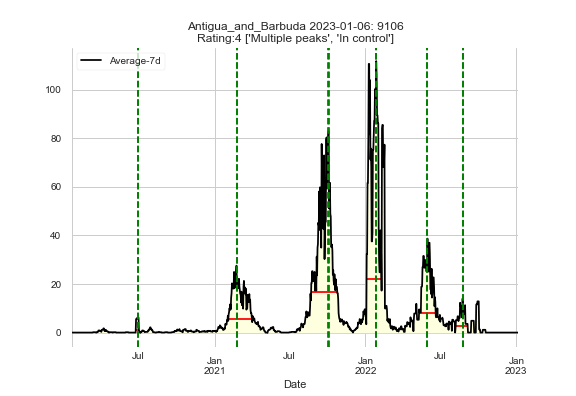 Antigua_and_Barbuda 2023-01-06: 9106
Rating:4 ['Multiple peaks', 'In control']
Average-7d
100
80
60
40
20
0
Jul
Jan
2021
Jul
Jan
2022
Jul
Jan
2023
Date